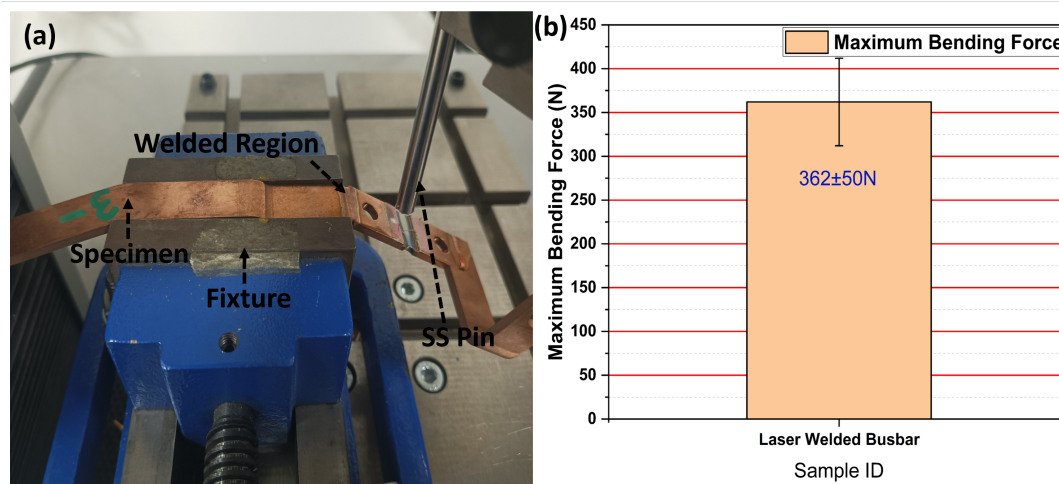 (a)
Welded Region
- 3
Specimen
Fixture
SS Pin
(b)
Maximum Bending Force
Maximum Bending Force (N)
450
400
350
300
250
200
150
100
50
0
362±50N
Laser Welded Busbar
Sample ID